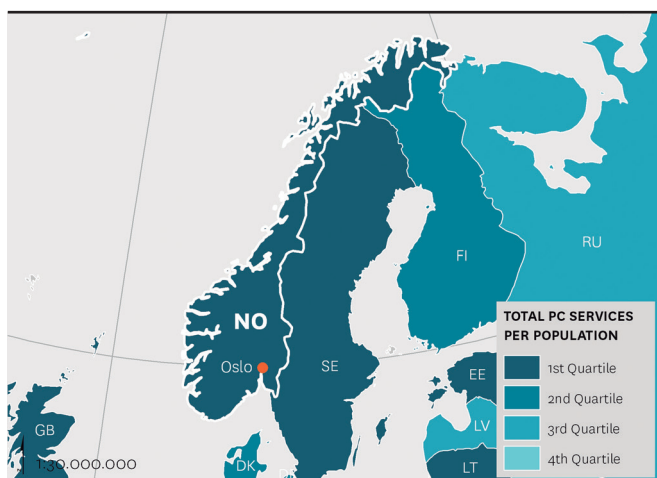 RU
FI
NO
Oslo
SE
GB
DK
EE
LV
LT
1:30.000.000
TOTAL PC SERVICES
PER POPULATION
1st Quartile
2nd Quartile
3rd Quartile
4th Quartile